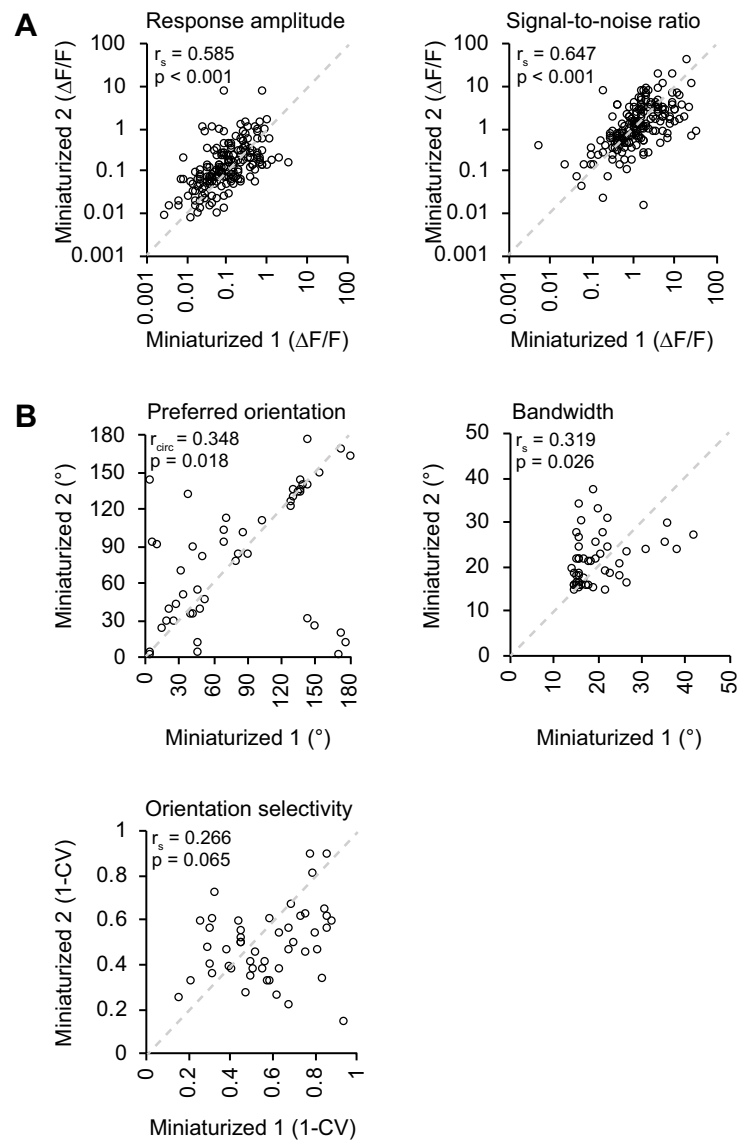 A
Response amplitude
r_s = 0.585
p < 0.001
100
10
1
0.1
0.01
0.001
Miniaturized 2 (ΔF/F)
0.001
0.01
0.1
1
10
100
Miniaturized 1 (ΔF/F)
Signal-to-noise ratio
r_s = 0.647
p < 0.001
100
10
1
0.1
0.01
0.001
Miniaturized 2 (ΔF/F)
0.001
0.01
0.1
1
10
100
Miniaturized 1 (ΔF/F)
B
Preferred orientation
r_circ = 0.348
p = 0.018
180
150
120
90
60
30
0
Miniaturized 2 (°)
0
30
60
90
120
150
180
Miniaturized 1 (°)
Bandwidth
r_s = 0.319
p = 0.026
50
40
30
20
10
0
Miniaturized 2 (°)
0
10
20
30
40
50
Miniaturized 1 (°)
Orientation selectivity
r_s = 0.266
p = 0.065
1
0.8
0.6
0.4
0.2
0
Miniaturized 2 (1-CV)
0
0.2
0.4
0.6
0.8
1
Miniaturized 1 (1-CV)